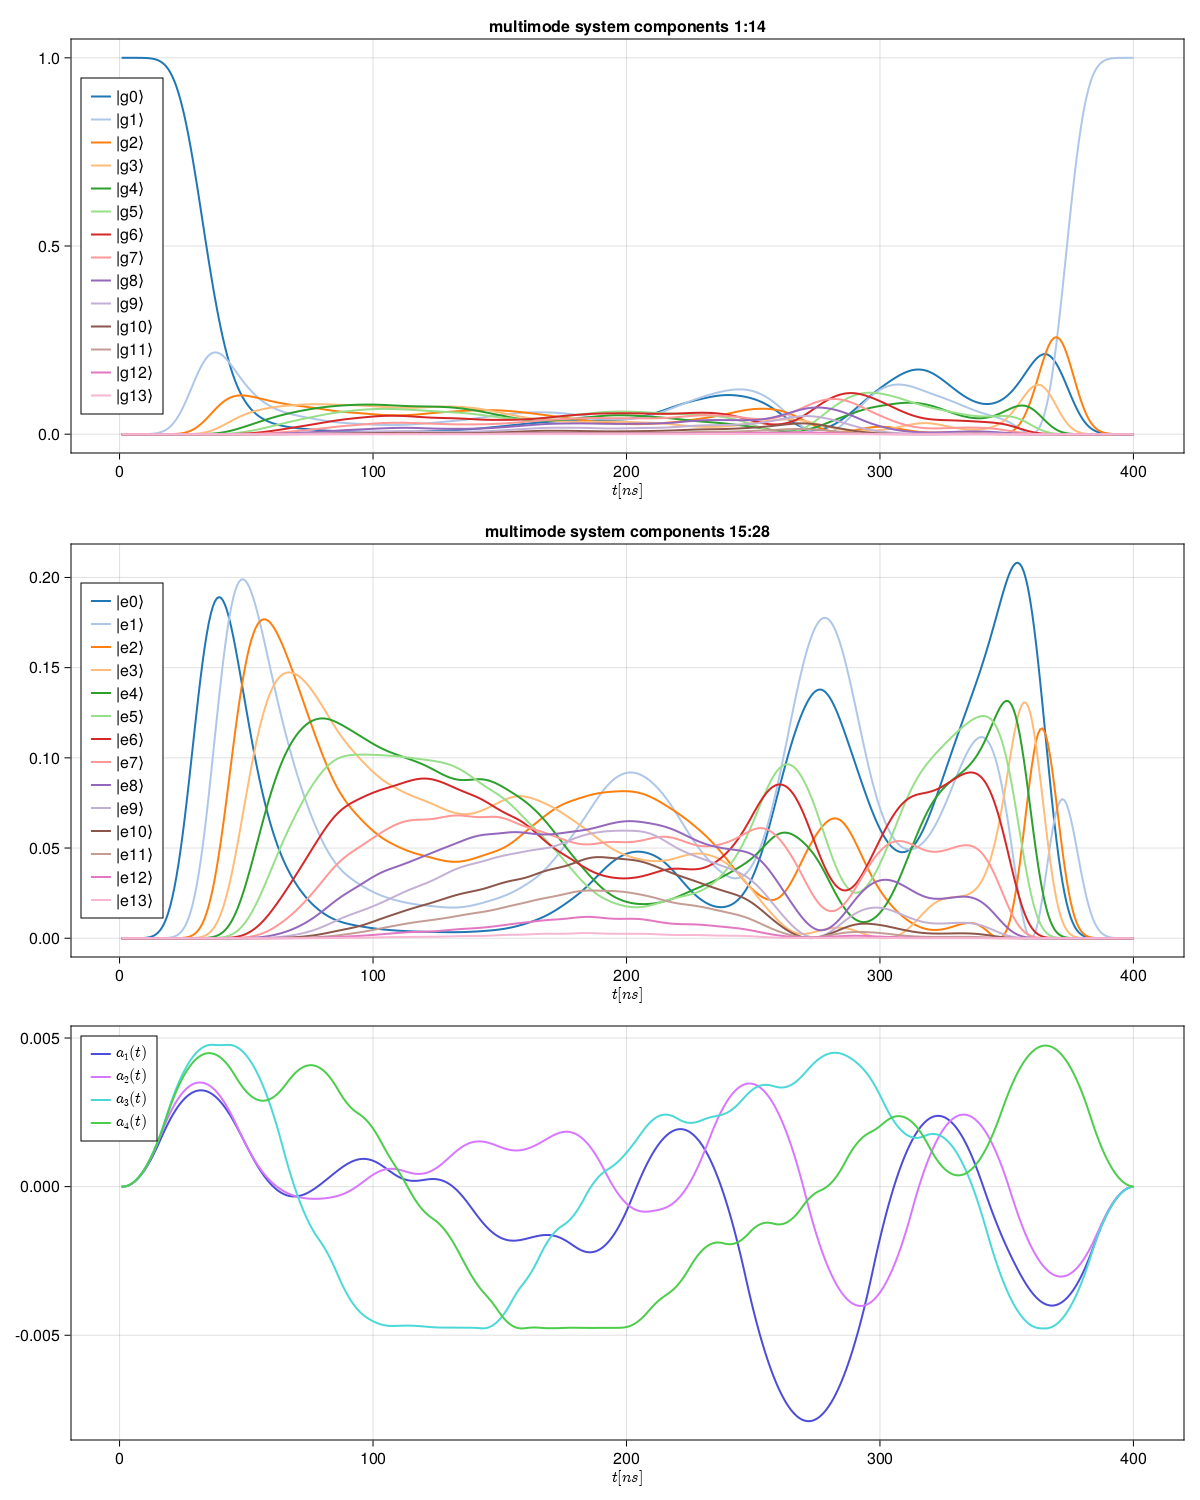 multimode system components 1:14
1.0
0.5
0.0
|g0⟩
|g1⟩
|g2⟩
|g3⟩
|g4⟩
|g5⟩
|g6⟩
|g7⟩
|g8⟩
|g9⟩
|g10⟩
|g11⟩
|g12⟩
|g13⟩
0 100 200 300 400
t[ns]
multimode system components 15:28
0.20
0.15
0.10
0.05
0.00
|e0⟩
|e1⟩
|e2⟩
|e3⟩
|e4⟩
|e5⟩
|e6⟩
|e7⟩
|e8⟩
|e9⟩
|e10⟩
|e11⟩
|e12⟩
|e13⟩
0 100 200 300 400
t[ns]
0.005
0.000
-0.005
a₁(t)
a₂(t)
a₃(t)
a₄(t)
0 100 200 300 400
t[ns]